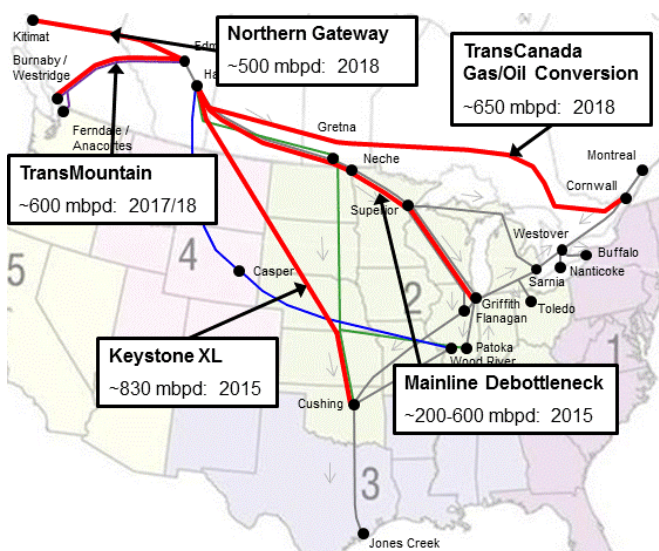 Kitimat
Northern Gateway
~500 mbpd: 2018
TransCanada
Gas/Oil Conversion
~650 mbpd: 2018
Burnaby /
Westridge
Ferndale /
Anacortes
TransMountain
~600 mbpd: 2017/18
Gretna
Neche
Montreal
Cornwall
Superior
Westover
Buffalo
Nanticoke
Sarnia
Toledo
5
4
Casper
2
Griffith
Flanagan
1
Keystone XL
~830 mbpd: 2015
Patoka
Wood River
Mainline Debottleneck
~200-600 mbpd: 2015
Cushing
3
Jones Creek